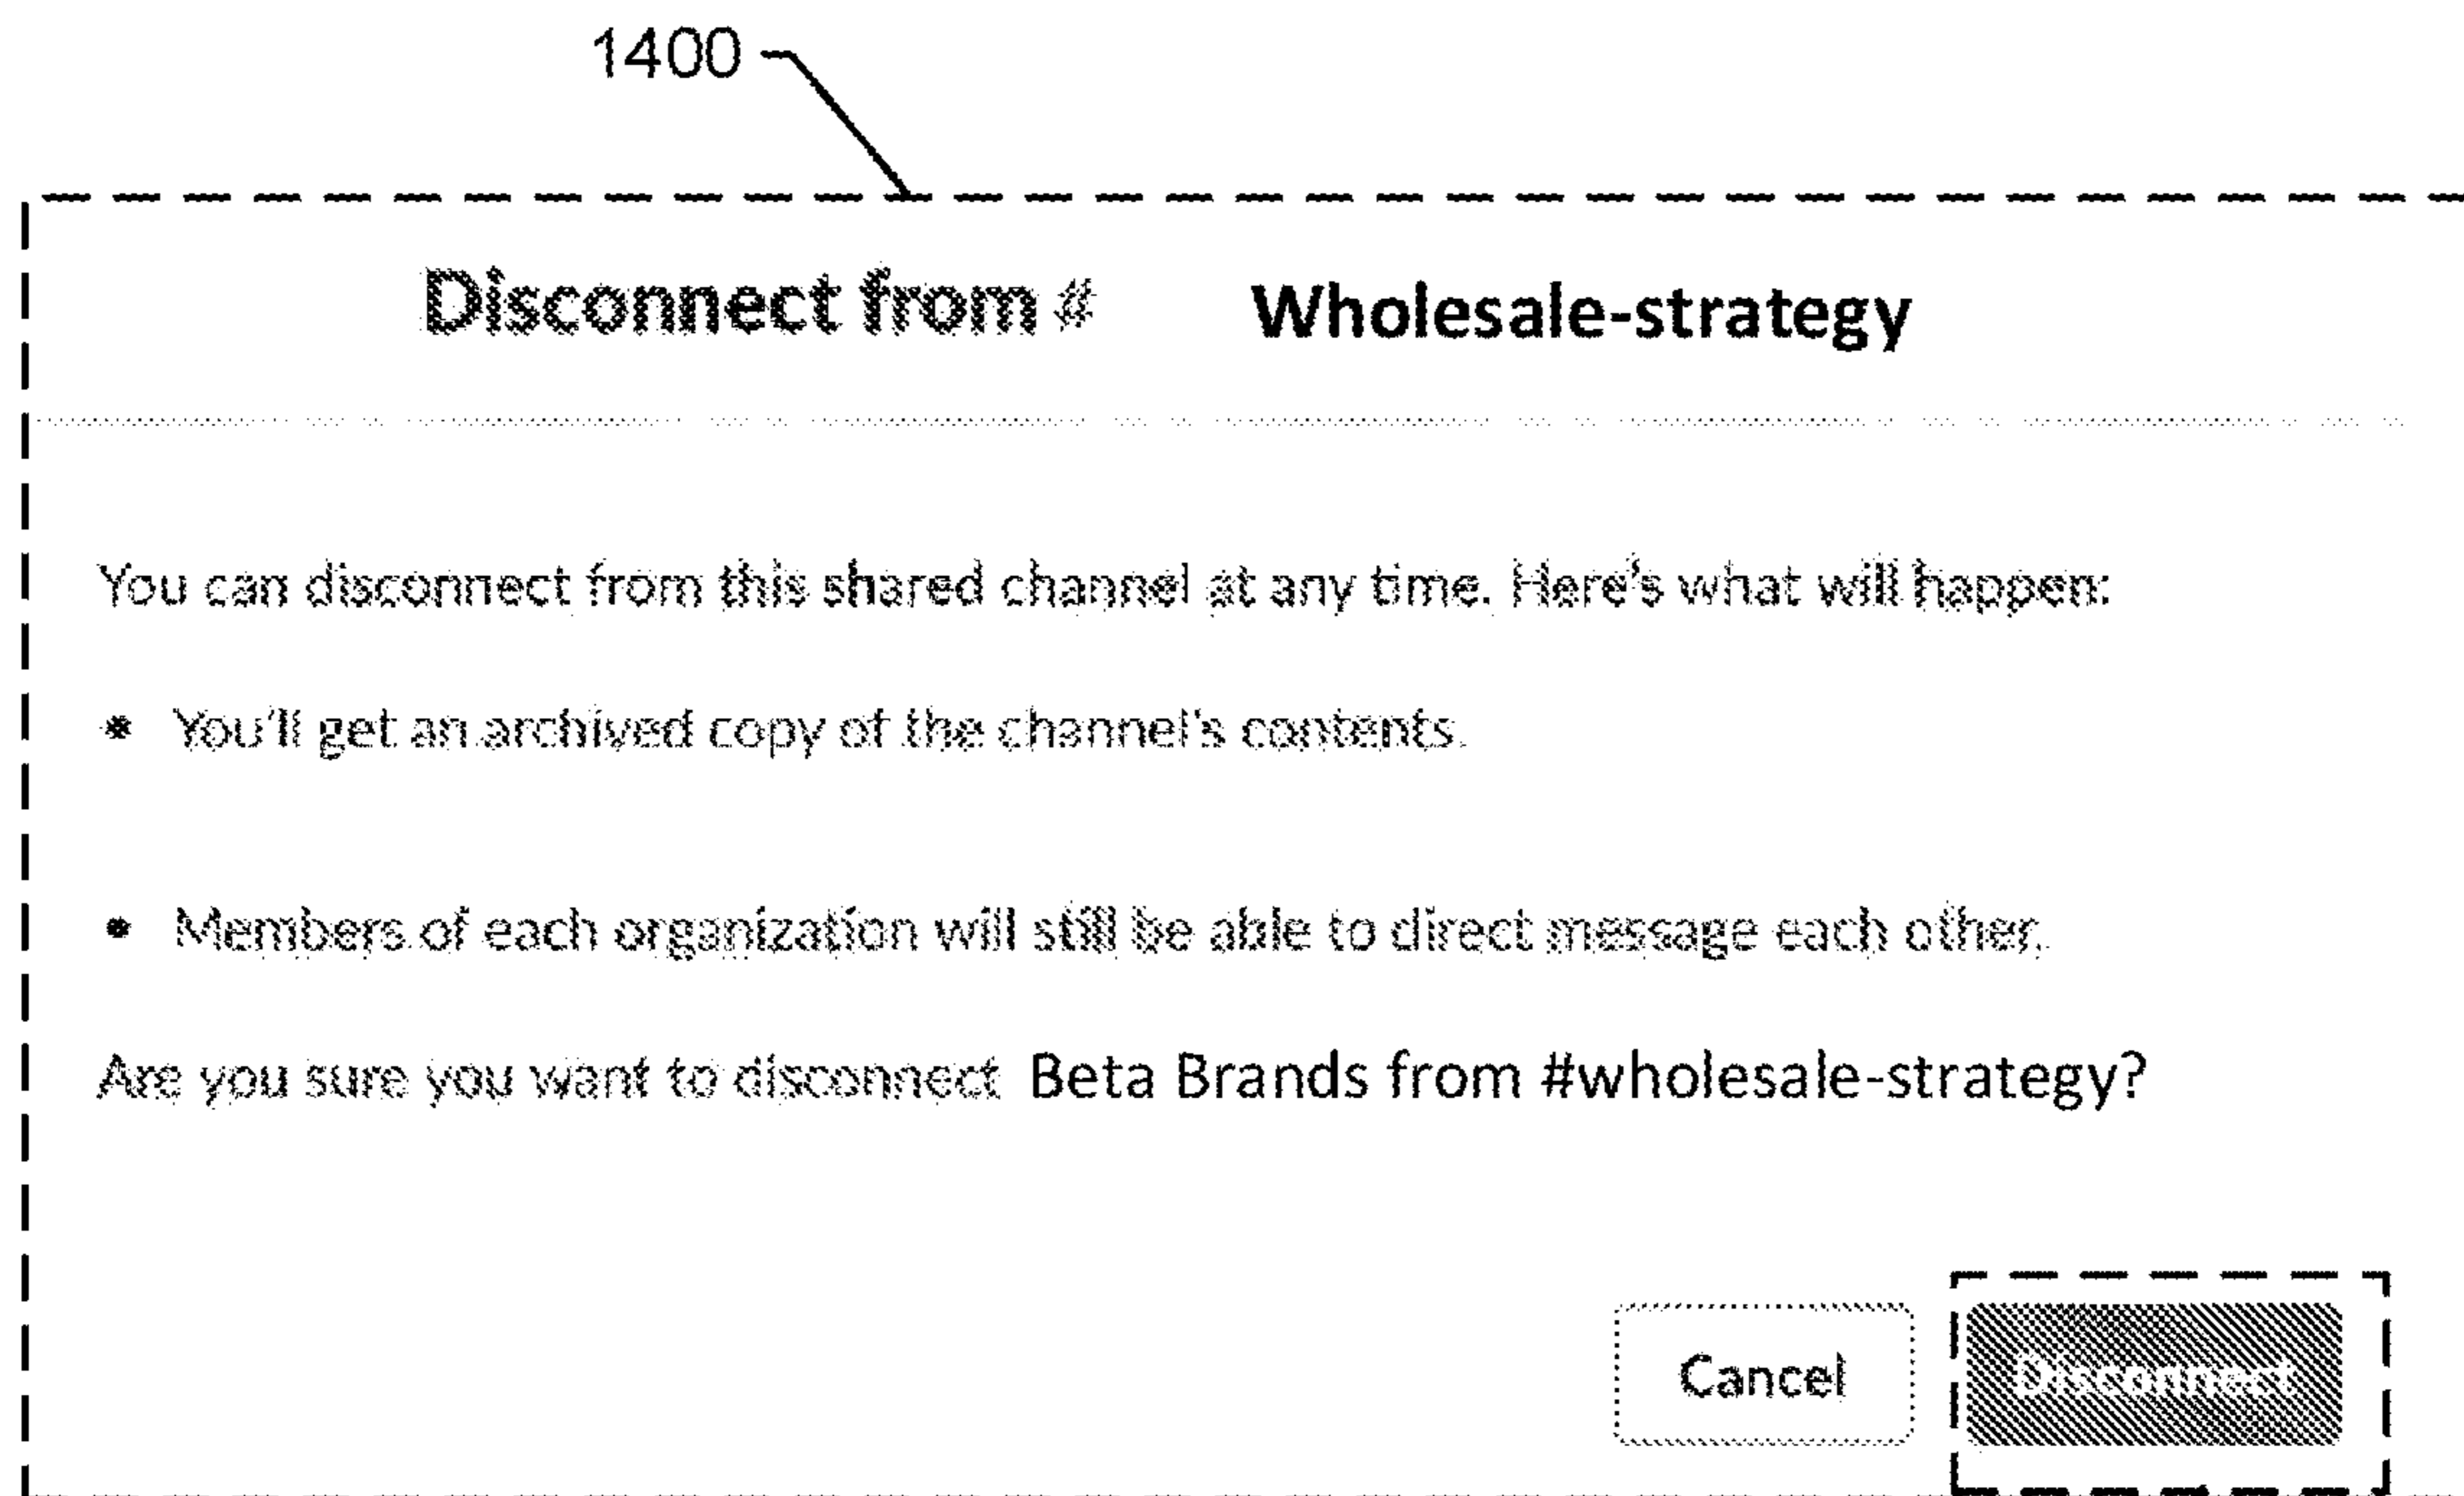 1400
Disconnect from # Wholesale-strategy
You can disconnect from this shared channel at any time. Here's what will happen:
• You'll get an archived copy of the channel's contents.
• Members of each organization will still be able to direct message each other.
Are you sure you want to disconnect Beta Brands from #wholesale-strategy?
Cancel Disconnect